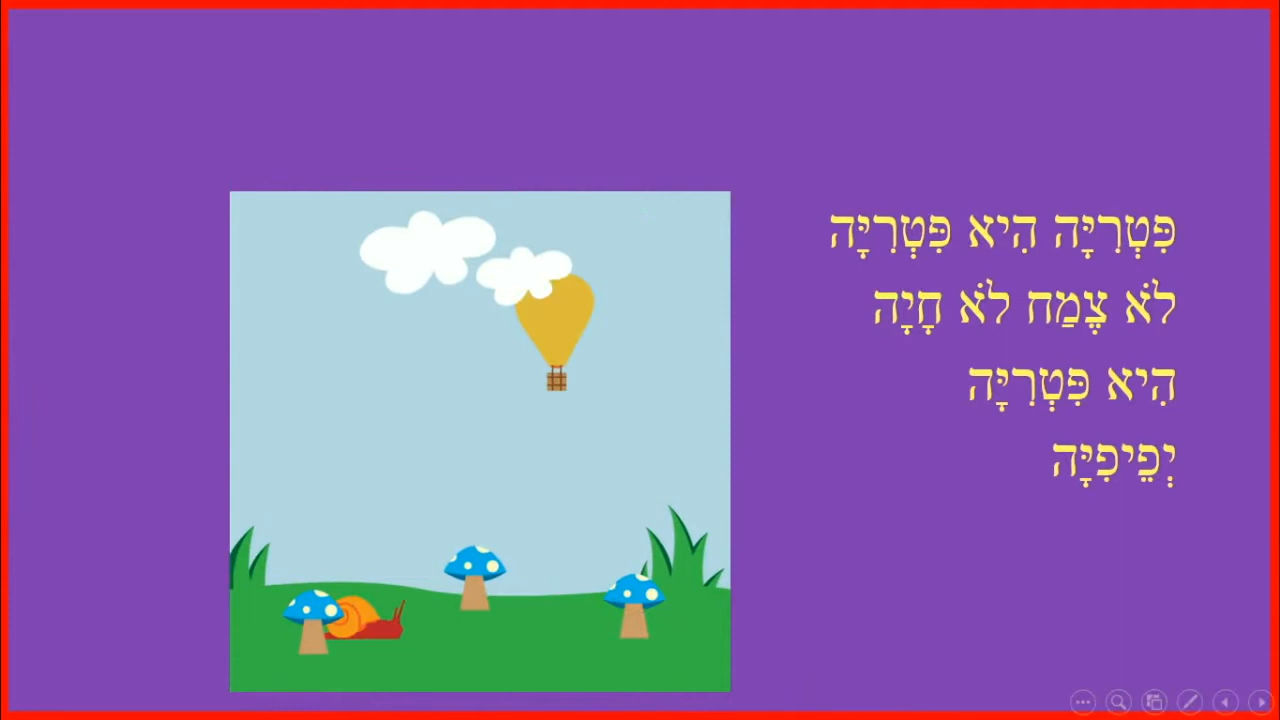 פִּטְרִיָּה הִיא פִּטְרִיָּה
לֹא צֶמַח לֹא חָיָה
הִיא פִּטְרִיָּה
יְפֵיפִיָּה